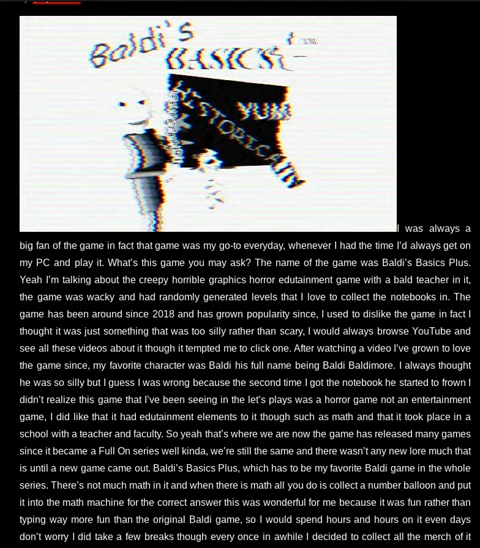 Baldi's
BASICS
TM
YUM!
HISTORICALLY
I was always a
big fan of the game in fact that game was my go-to everyday, whenever I had the time I'd always get on
my PC and play it. What's this game you may ask? The name of the game was Baldi's Basics Plus.
Yeah I'm talking about the creepy horrible graphics horror edutainment game with a bald teacher in it,
the game was wacky and had randomly generated levels that I love to collect the notebooks in. The
game has been around since 2018 and has grown popularity since, I used to dislike the game in fact I
thought it was just something that was too silly rather than scary, I would always browse YouTube and
see all these videos about it though it tempted me to click one. After watching a video I've grown to love
the game since, my favorite character was Baldi his full name being Baldi Baldimore. I always thought
he was so silly but I guess I was wrong because the second time I got the notebook he started to frown I
didn't realize this game that I've been seeing in the let's plays was a horror game not an entertainment
game, I did like that it had edutainment elements to it though such as math and that it took place in a
school with a teacher and faculty. So yeah that's where we are now the game has released many games
since it became a Full On series well kinda, we're still the same and there wasn't any new lore much that
is until a new game came out. Baldi's Basics Plus, which has to be my favorite Baldi game in the whole
series. There's not much math in it and when there is math all you do is collect a number balloon and put
it into the math machine for the correct answer this was wonderful for me because it was fun rather than
typing way more fun than the original Baldi game, so I would spend hours and hours on it even days
don't worry I did take a few breaks though every once in awhile I decided to collect all the merch of it